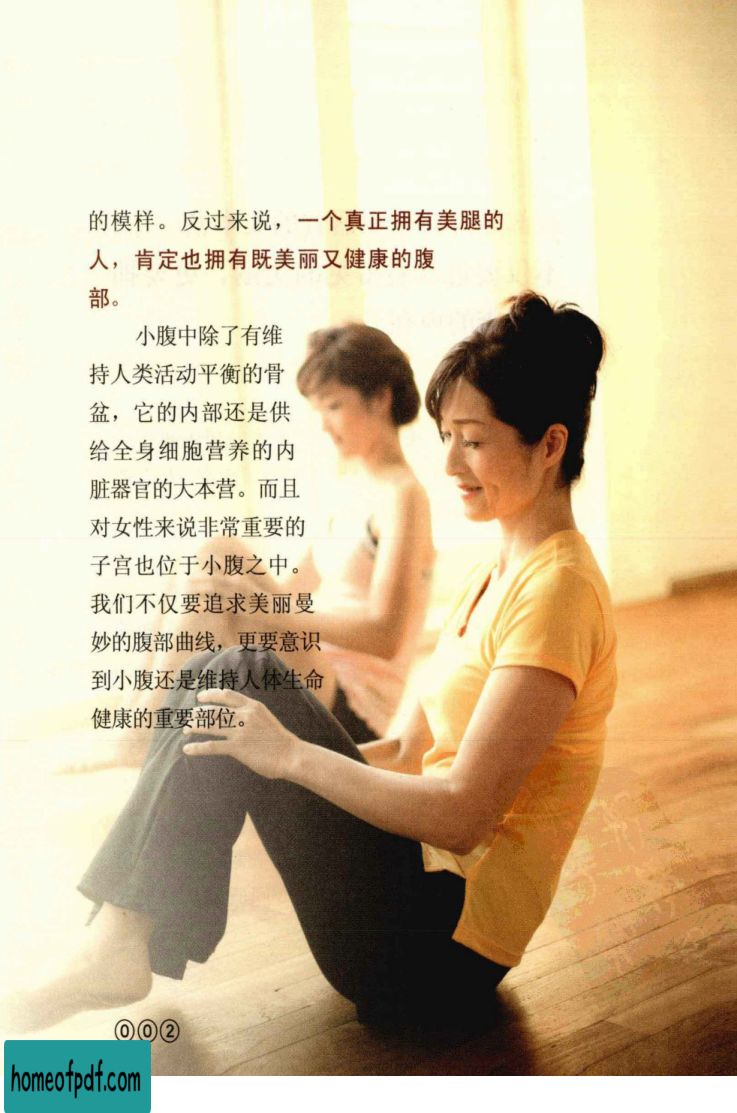 的模样。反过来说，一个真正拥有美腿的
人，肯定也拥有既美丽又健康的腹
部。
小腹中除了有维
持人类活动平衡的骨
盆，它的内部还是供
给全身细胞营养的内
脏器官的大本营。而且
对女性来说非常重要的
子宫也位于小腹之中。
我们不仅要追求美丽曼
妙的腹部曲线，更要意识
到小腹还是维持人体生命
健康的重要部位。
⓪⓪②
homeofpdf.com